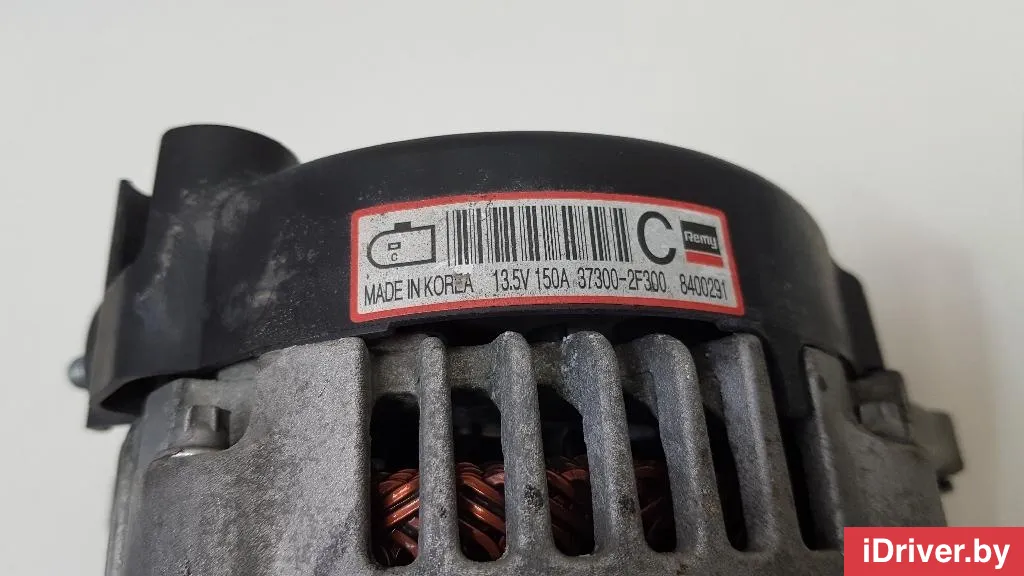 C
C
Remy
MADE IN KOREA 13.5V 150A 37300-2F300 8400291
iDriver.by